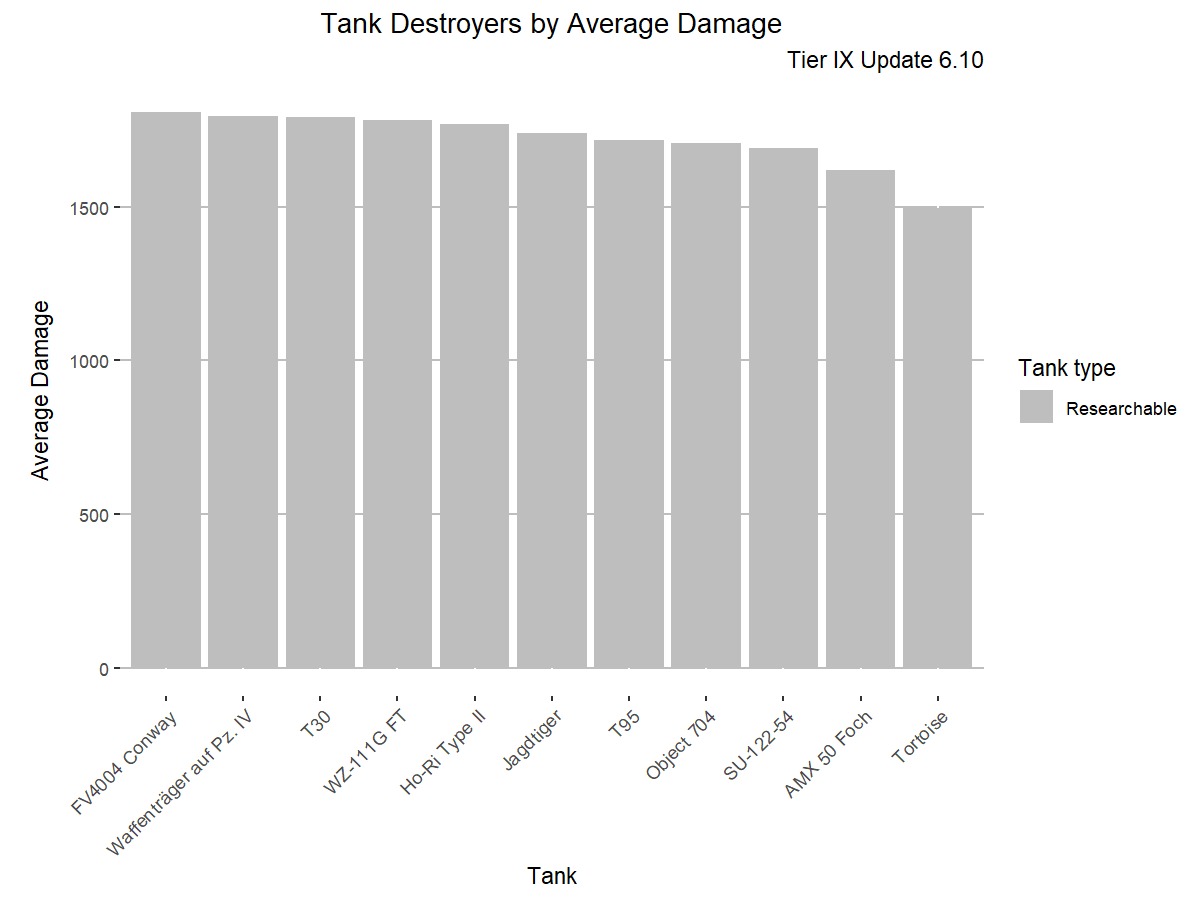 Tank Destroyers by Average Damage
Tier IX Update 6.10
Average Damage
1500
1000
500
0
FV4004 Conway
Waffenträger auf Pz. IV
T30
WZ-111G FT
Ho-Ri Type II
Jagdtiger
T95
Object 704
SU-122-54
AMX 50 Foch
Tortoise
Tank
Tank type
Researchable